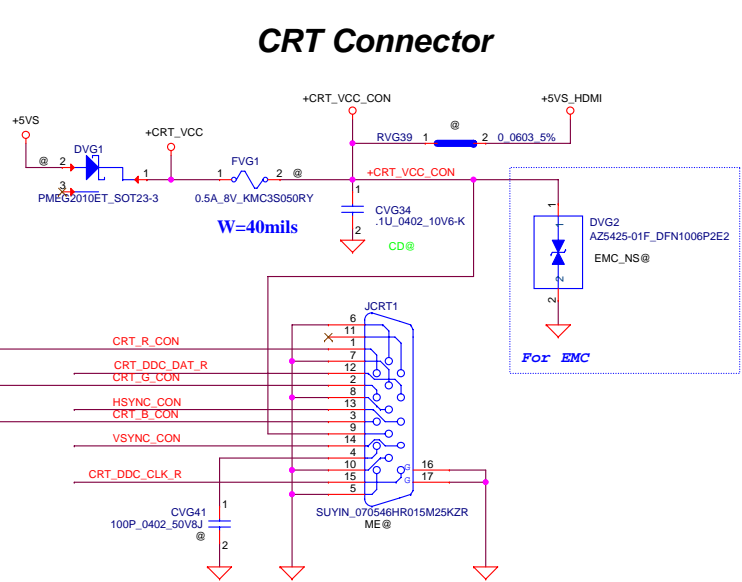 CRT Connector
+CRT_VCC_CON
+5VS_HDMI
+5VS
+CRT_VCC
@
RVG39 1 2 0_0603_5%
DVG1
@ 2
1
3
PMEG2010ET_SOT23-3
FVG1
1 2 @
0.5A_8V_KMC3S050RY
W=40mils
+CRT_VCC_CON
1
CVG34
.1U_0402_10V6-K
2
CD@
1
1
DVG2
AZ5425-01F_DFN1006P2E2
EMC_NS@
2
2
For EMC
JCRT1
6
11
CRT_R_CON 1
7
CRT_DDC_DAT_R 12
CRT_G_CON 2
8
HSYNC_CON 13
CRT_B_CON 3
9
VSYNC_CON 14
4
10 G 16
CRT_DDC_CLK_R 15 G 17
5
CVG41 1
100P_0402_50V8J
@
2
SUYIN_070546HR015M25KZR
ME@